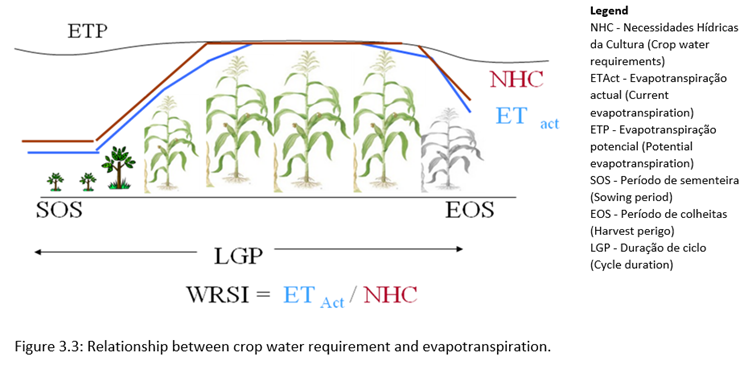 ETP
NHC
ET act
SOS
EOS
LGP
WRSI = ET Act / NHC
Legend
NHC - Necessidades Hídricas
da Cultura (Crop water
requirements)
ETAct - Evapotranspiração
actual (Current
evapotranspiration)
ETP - Evapotranspiração
potencial (Potential
evapotranspiration)
SOS - Período de sementeira
(Sowing period)
EOS - Período de colheitas
(Harvest perigo)
LGP - Duração de ciclo
(Cycle duration)
Figure 3.3: Relationship between crop water requirement and evapotranspiration.